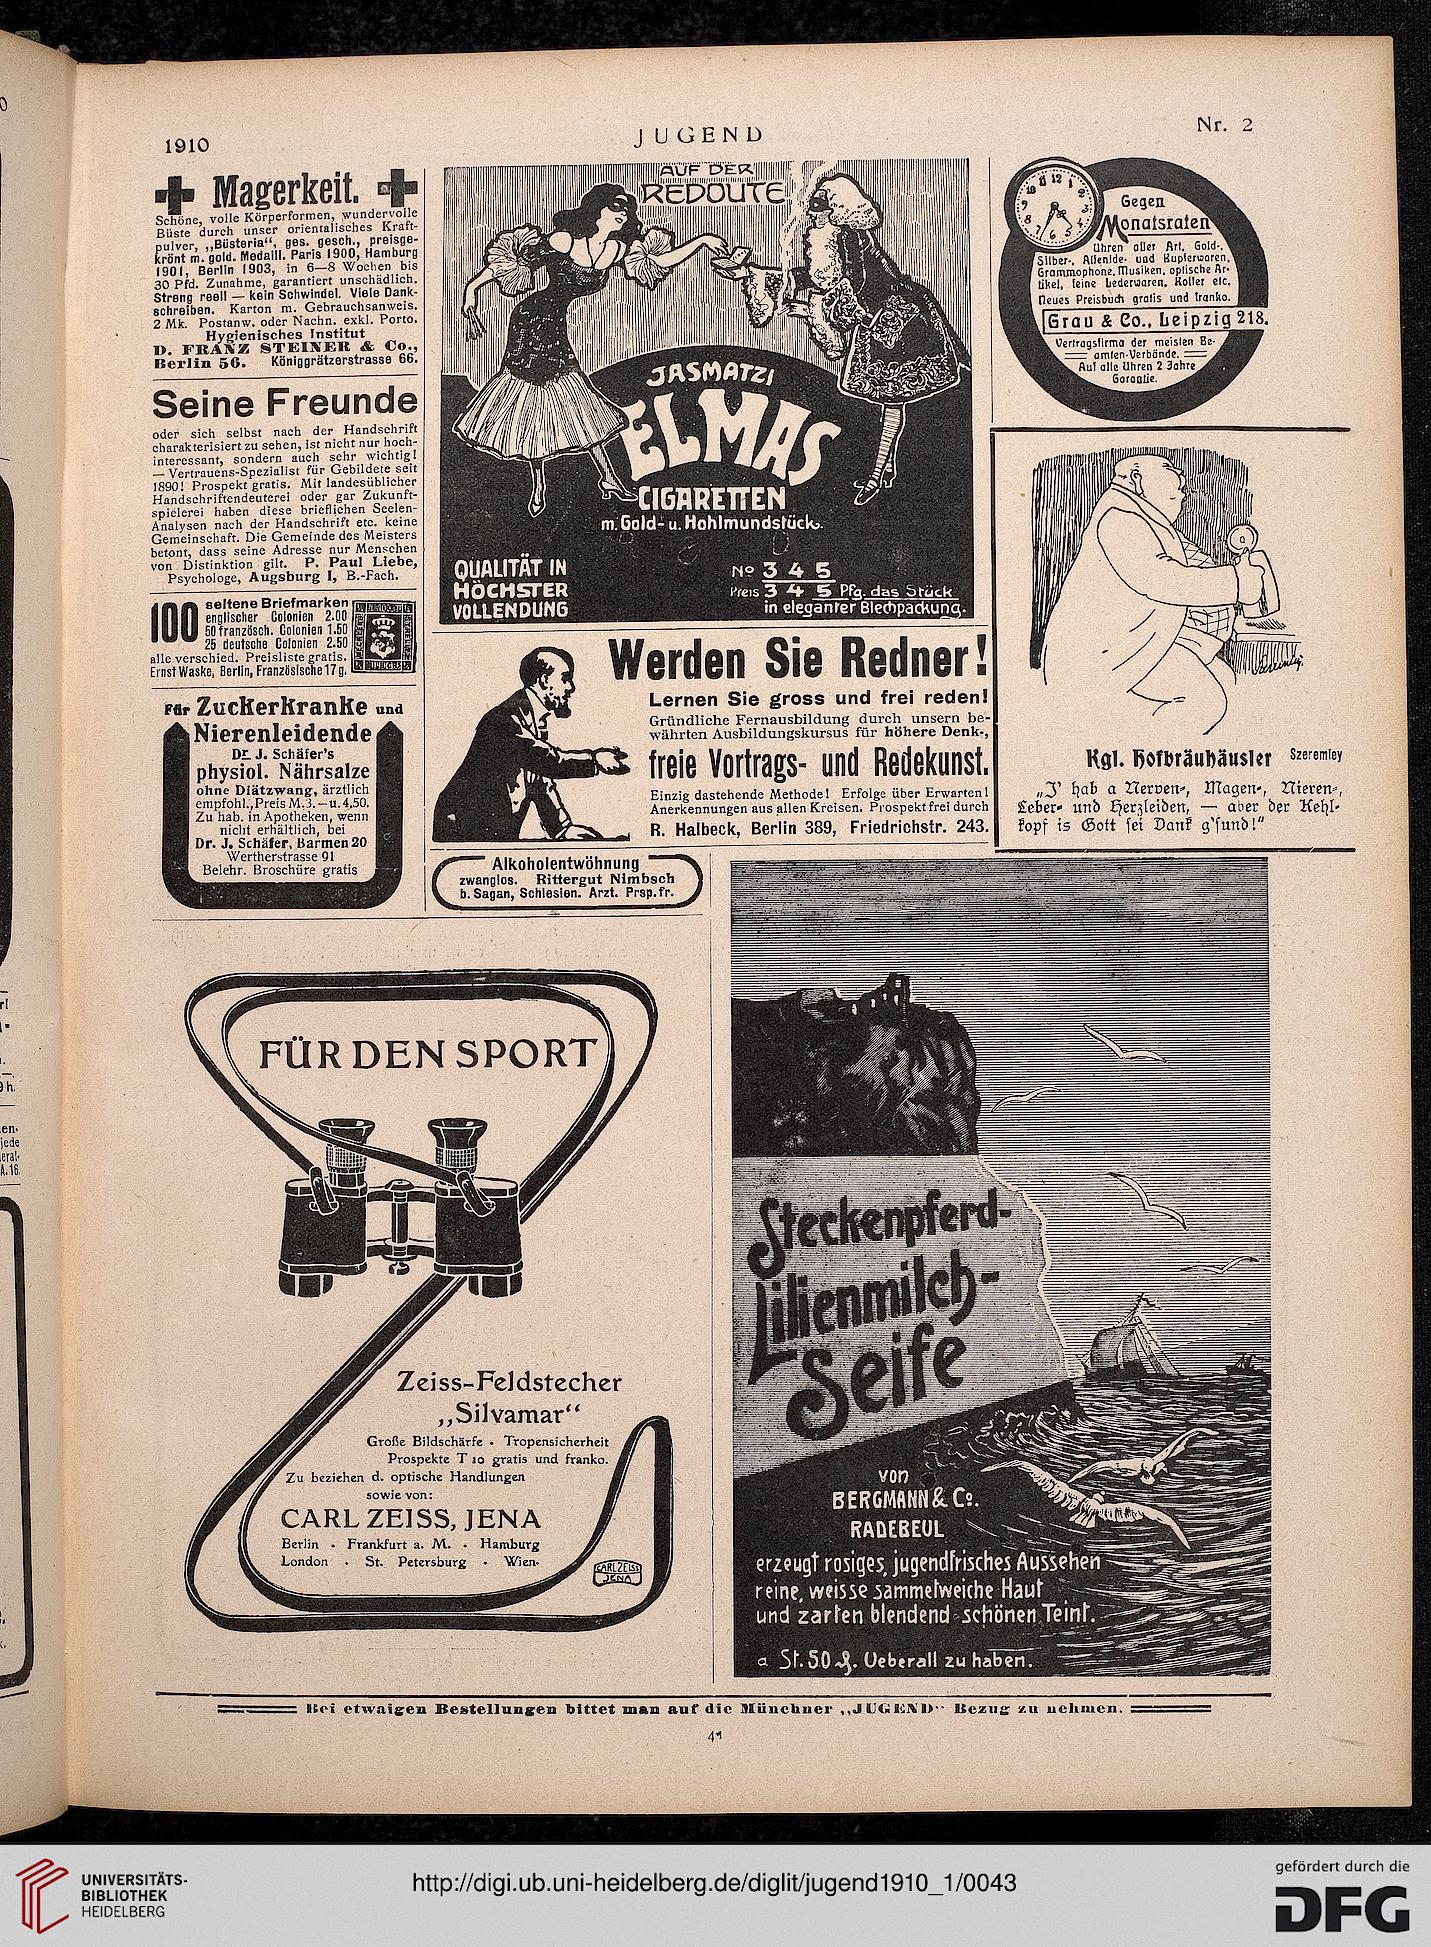 1910
JUGEND
Nr. 2
Magerkeit.
Schöne, volle Körperformen, wundervolle
Büste durch unser orientalisches Kraft-
pulver, „Büsteria“, ges. gesch., preisge-
krönt m. gold. Medaill. Paris 1900, Hamburg
1901, Berlin 1903, in 6—8 Wochen bis
30 Pfd. Zunahme, garantiert unschädlich.
Streng reell — kein Schwindel. Viele Dank-
schreiben. Karton m. Gebrauchsanweis.
2 Mk. Postanw. oder Nachn. exkl. Porto.
Hygienisches Institut
D. FRANZ STEINER & Co.,
Berlin 56. Königgrätzerstrasse 66.
Seine Freunde
oder sich selbst nach der Handschrift
charakterisiert zu sehen, ist nicht nur hoch-
interessant, sondern auch sehr wichtig!
— Vertrauens-Spezialist für Gebildete seit
1890! Prospekt gratis. Mit landesüblicher
Handschriftendeuterei oder gar Zukunft-
spielerei haben diese brieflichen Seelen-
Analysen nach der Handschrift etc. keine
Gemeinschaft. Die Gemeinde des Meisters
betont, dass seine Adresse nur Menschen
von Distinktion gilt. P. Paul Liebe,
Psychologe, Augsburg I, B.-Fach.
100 seltene Briefmarken
englischer Colonien 2.00
50 französch. Colonien 1.50
25 deutsche Colonien 2.50
alle verschied. Preisliste gratis.
Ernst Waske, Berlin, Französische 17 g.
Für Zuckerkranke und
Nierenleidende
Dr. J. Schäfer's
physiol. Nährsalze
ohne Diätzwang, ärztlich
empfohl., Preis M. 3.— u. 4,50.
Zu hab. in Apotheken, wenn
nicht erhältlich, bei
Dr. J. Schäfer, Barmen 20
Wertherstrasse 91
Belehr. Broschüre gratis
AUF DER
REDOUTE
JASMATZI
ELMAS
CIGARETTEN
m. Gold- u. Hohlmundstück.
QUALITÄT IN
HÖCHSTER
VOLLENDUNG
No 3 4 5
Preis 3 4 5 Pfg. das Stück
in eleganter Blechpackung.
Werden Sie Redner!
Lernen Sie gross und frei reden!
Gründliche Fernausbildung durch unsern be-
währten Ausbildungskursus für höhere Denk-,
freie Vortrags- und Redekunst.
Einzig dastehende Methode! Erfolge über Erwarten!
Anerkennungen aus allen Kreisen. Prospekt frei durch
R. Halbeck, Berlin 389, Friedrichstr. 243.
Alkoholentwöhnung
zwanglos. Rittergut Nimbsch
b. Sagan, Schlesien. Arzt. Prsp. fr.
Gegen
Monatsraten
Uhren aller Art, Gold-,
Silber-, Alfenide- und Kupferwaren,
Grammophone, Musiken, optische Ar-
tikel, feine Lederwaren, Koffer etc.
Neues Preisbuch gratis und franko.
Grau & Co., Leipzig 218.
Vertragsfirma der meisten Be-
amten-Verbände.
Auf alle Uhren 2 Jahre
Garantie.
Kgl. Hofbräuhäusler
Szeremley
„J' hab a Nerven-, Magen-, Nieren-,
Leber- und Herzleiden, — aber der Kehl-
kopf is Gott sei Dank g'sund!“
FÜR DEN SPORT
Zeiss-Feldstecher
„Silvamar“
Große Bildschärfe • Tropensicherheit
Prospekte T 10 gratis und franko.
Zu beziehen d. optische Handlungen
sowie von:
CARL ZEISS, JENA
Berlin • Frankfurt a. M. • Hamburg
London • St. Petersburg • Wien.
CARL ZEISS
JENA
Steckenpferd-
Lilienmilch-
Seife
von
BERGMANN & Co.
RADEBEUL
erzeugt rosiges, jugendfrisches Aussehen
reine, weisse sammetweiche Haut
und zarten blendend schönen Teint.
a St. 50 ₰. Ueberall zu haben.
Bei etwaigen Bestellungen bittet man auf die Münchner „JUGEND“ Bezug zu nehmen.
UNIVERSITÄTS-
BIBLIOTHEK
HEIDELBERG
http://digi.ub.uni-heidelberg.de/diglit/jugend1910_1/0043
gefördert durch die
DFG